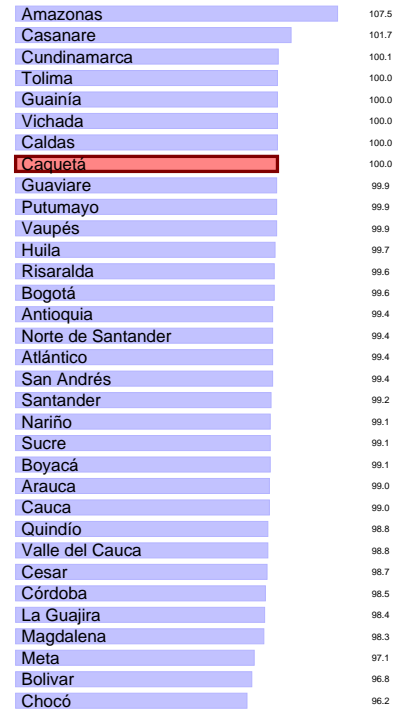 Amazonas 107.5
Casanare 101.7
Cundinamarca 100.1
Tolima 100.0
Guainía 100.0
Vichada 100.0
Caldas 100.0
Caquetá 100.0
Guaviare 99.9
Putumayo 99.9
Vaupés 99.9
Huila 99.7
Risaralda 99.6
Bogotá 99.6
Antioquia 99.4
Norte de Santander 99.4
Atlántico 99.4
San Andrés 99.4
Santander 99.2
Nariño 99.1
Sucre 99.1
Boyacá 99.1
Arauca 99.0
Cauca 99.0
Quindío 98.8
Valle del Cauca 98.8
Cesar 98.7
Córdoba 98.5
La Guajira 98.4
Magdalena 98.3
Meta 97.1
Bolivar 96.8
Chocó 96.2